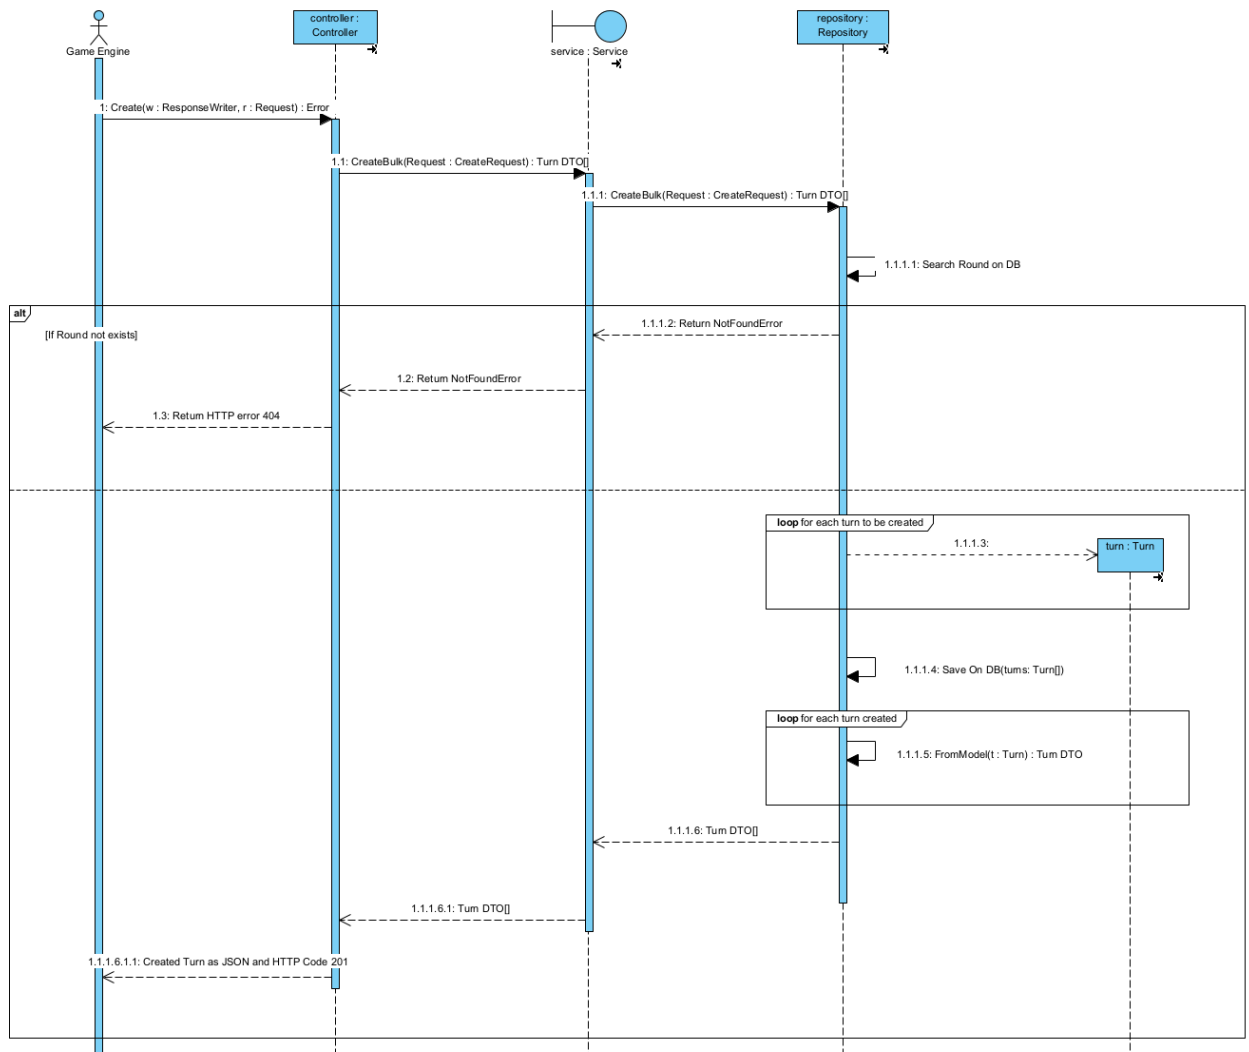 controller :
Controller
repository :
Repository
Game Engine
service : Service
1: Create(w : ResponseWriter, r : Request) : Error
1.1: CreateBulk(Request : CreateRequest) : Turn DTO[]
1.1.1: CreateBulk(Request : CreateRequest) : Turn DTO[]
1.1.1.1: Search Round on DB
alt
[If Round not exists]
1.1.1.2: Return NotFoundError
1.2: Return NotFoundError
1.3: Return HTTP error 404
loop for each turn to be created
1.1.1.3:
turn : Turn
1.1.1.4: Save On DB(turns: Turn[])
loop for each turn created
1.1.1.5: FromModel(t : Turn) : Turn DTO
1.1.1.6: Turn DTO[]
1.1.1.6.1: Turn DTO[]
1.1.1.6.1.1: Created Turn as JSON and HTTP Code 201